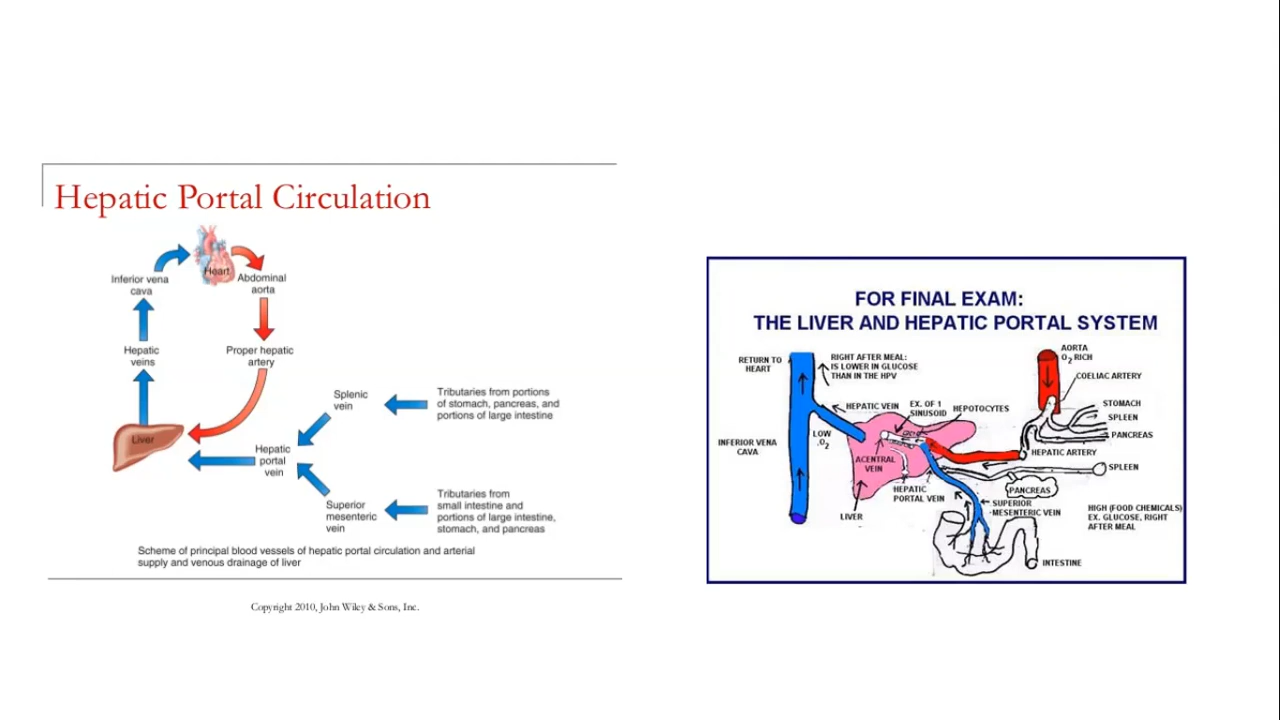 Hepatic Portal Circulation
Heart
Inferior vena
cava
Abdominal
aorta
Hepatic
veins
Proper hepatic
artery
Liver
Splenic
vein
Tributaries from portions
of stomach, pancreas, and
portions of large intestine
Hepatic
portal
vein
Superior
mesenteric
vein
Tributaries from
small intestine and
portions of large intestine,
stomach, and pancreas
Scheme of principal blood vessels of hepatic portal circulation and arterial
supply and venous drainage of liver
Copyright 2010, John Wiley & Sons, Inc.
FOR FINAL EXAM:
THE LIVER AND HEPATIC PORTAL SYSTEM
RETURN TO
HEART
RIGHT AFTER MEAL:
IS LOWER IN GLUCOSE
THAN IN THE HPV
AORTA
O2 RICH
COELIAC ARTERY
HEPATIC VEIN
EX. OF 1
SINUSOID
HEPOTOCYTES
STOMACH
SPLEEN
PANCREAS
LOW
O2
INFERIOR VENA
CAVA
ACENTRAL
VEIN
HEPATIC ARTERY
SPLEEN
HEPATIC
PORTAL VEIN
PANCREAS
LIVER
SUPERIOR
MESENTERIC VEIN
HIGH (FOOD CHEMICALS)
EX. GLUCOSE, RIGHT
AFTER MEAL
INTESTINE